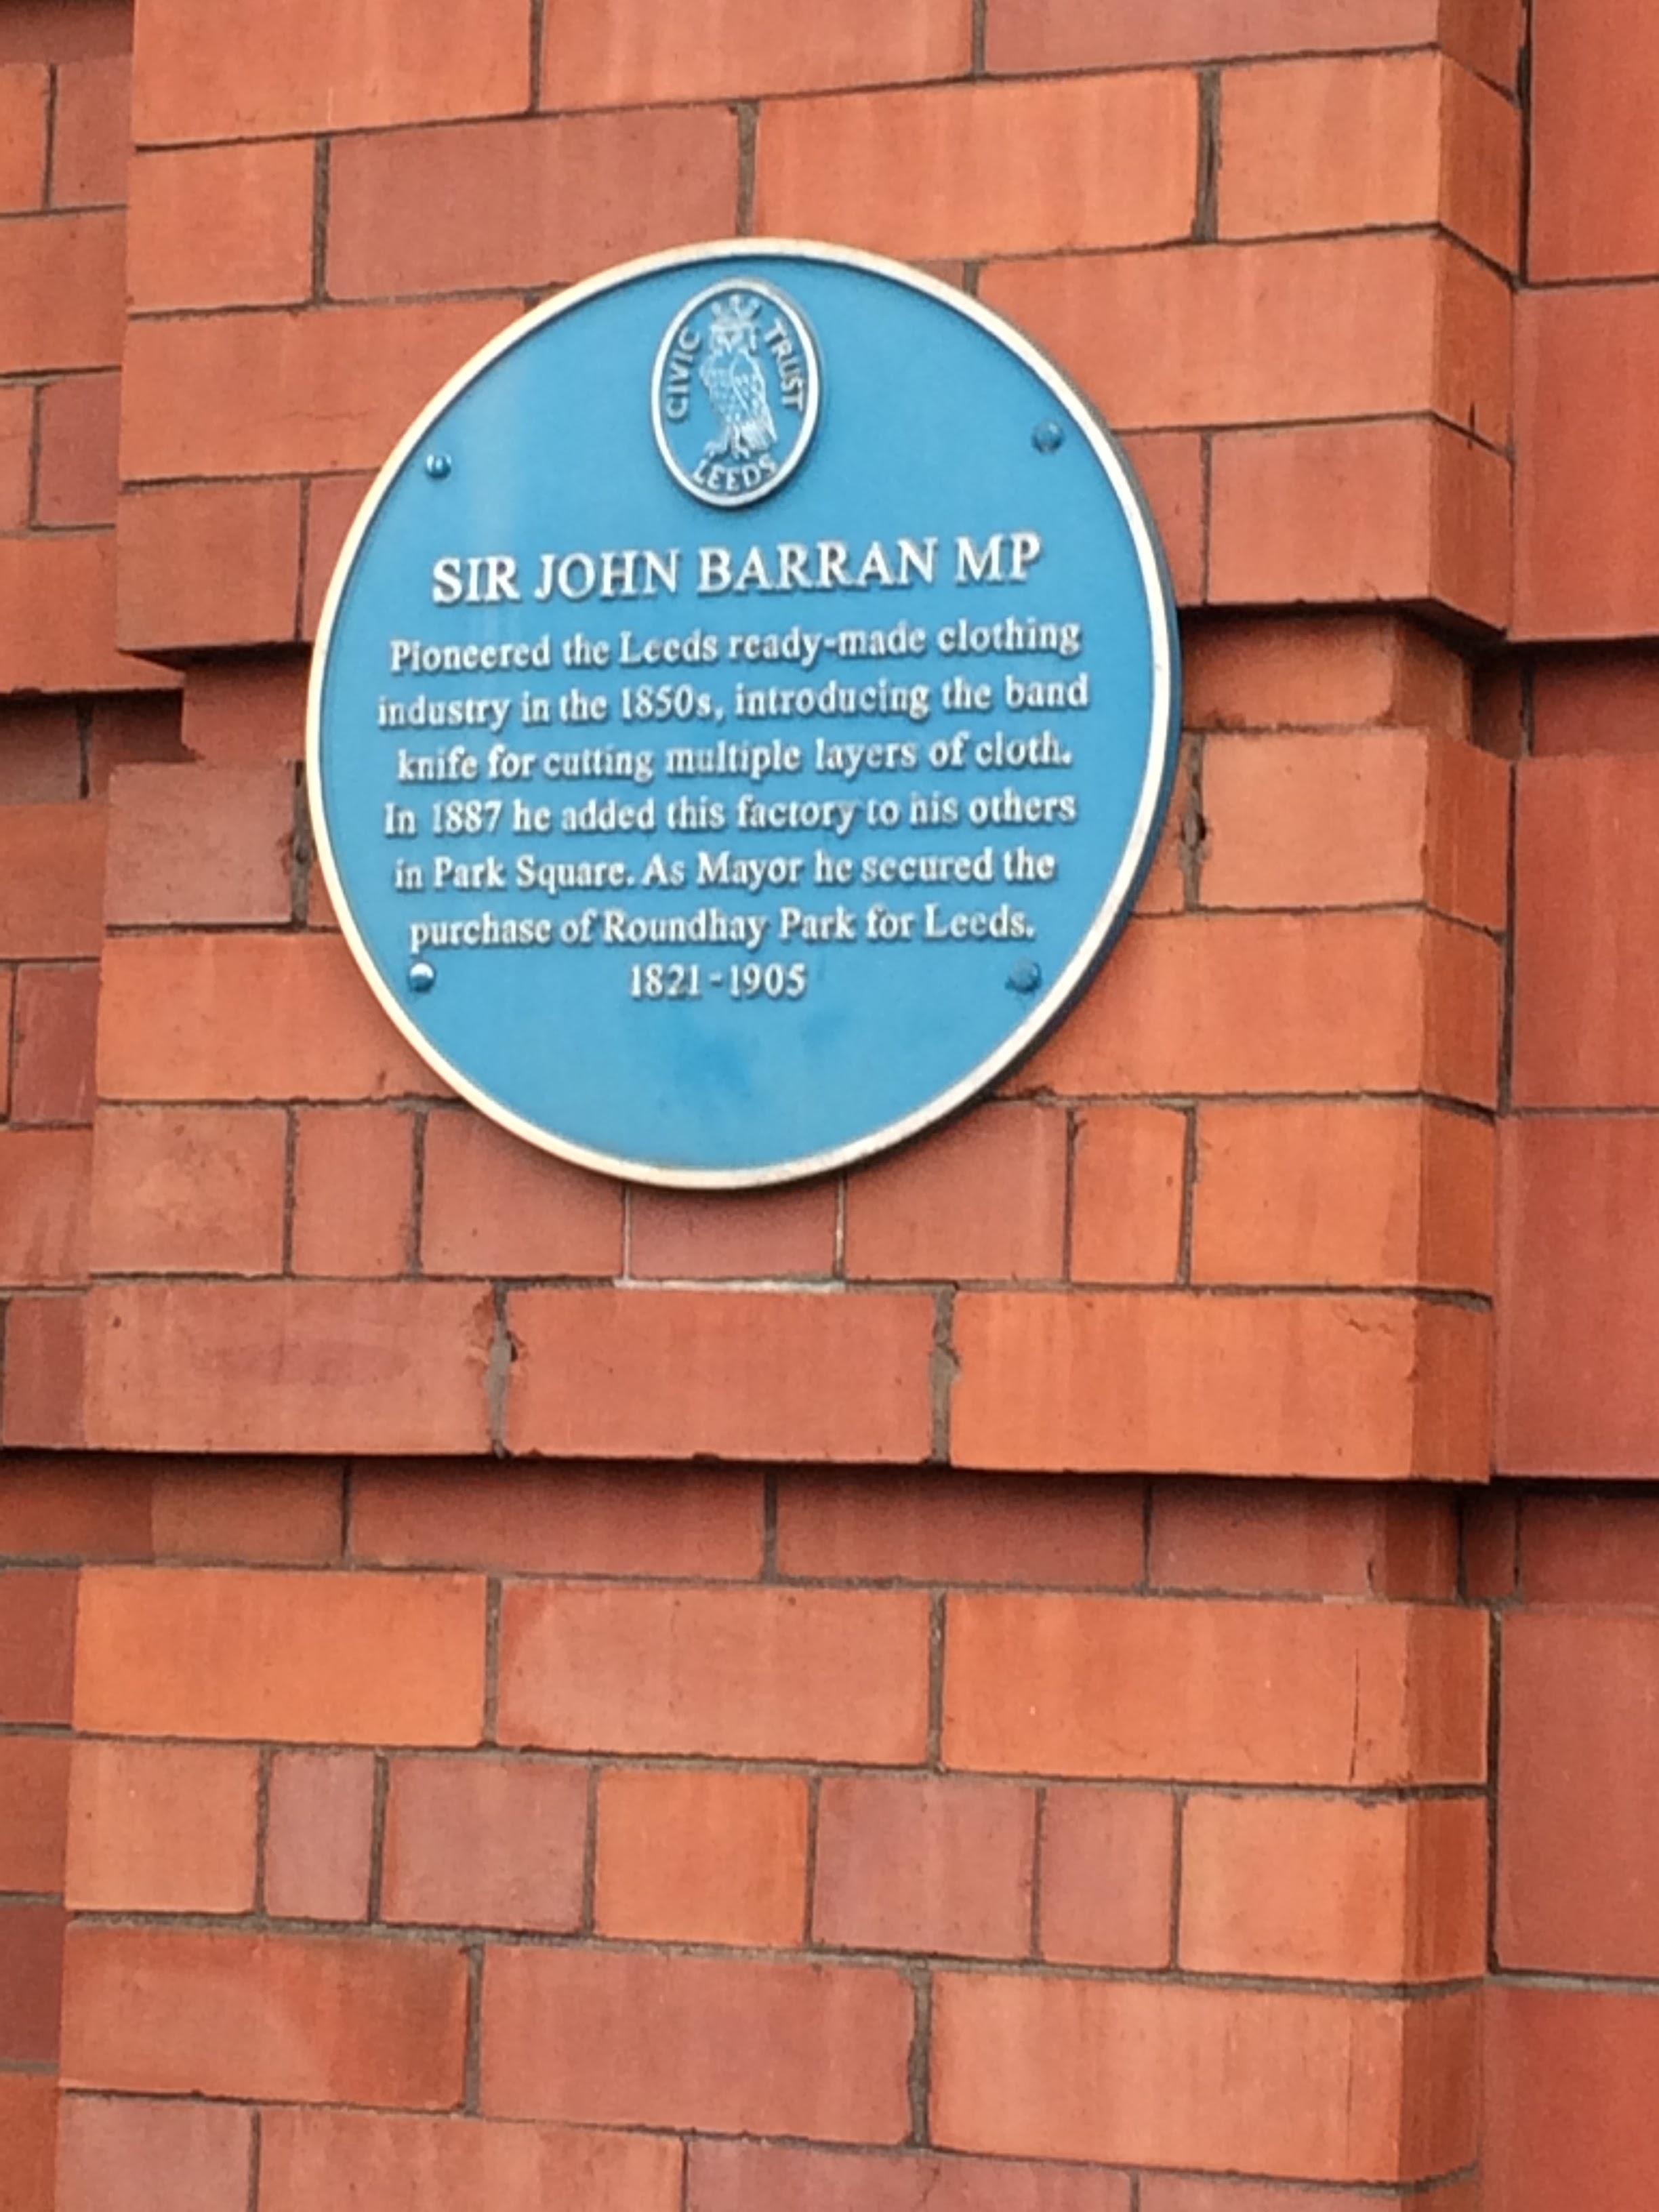 CIVIC TRUST
LEEDS
SIR JOHN BARRAN MP
Pioneered the Leeds ready-made clothing
industry in the 1850s, introducing the band
knife for cutting multiple layers of cloth.
In 1887 he added this factory to his others
in Park Square. As Mayor he secured the
purchase of Roundhay Park for Leeds.
1821-1905